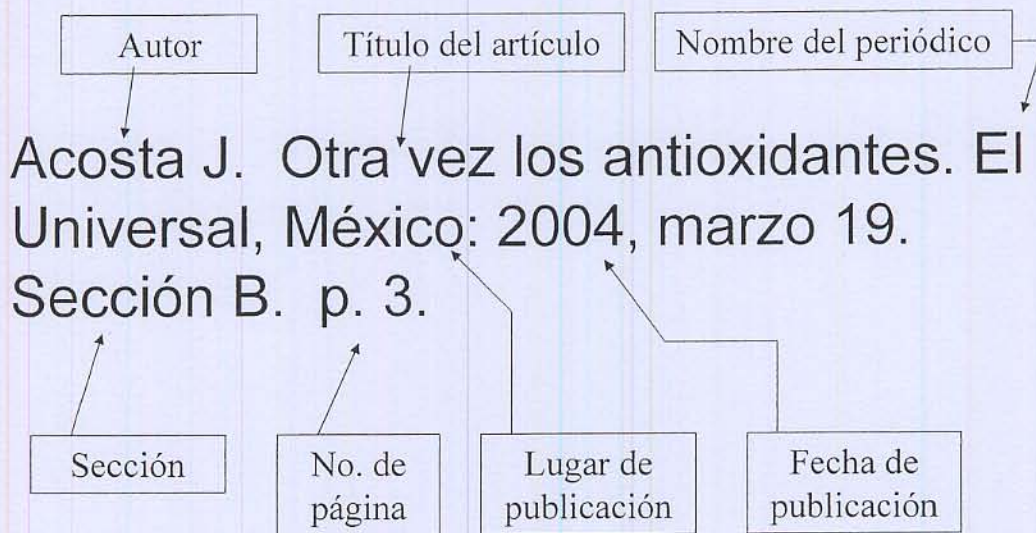 Autor
Título del artículo
Nombre del periódico
Acosta J. Otra vez los antioxidantes. El
Universal, México: 2004, marzo 19.
Sección B. p. 3.
Sección
No. de
página
Lugar de
publicación
Fecha de
publicación